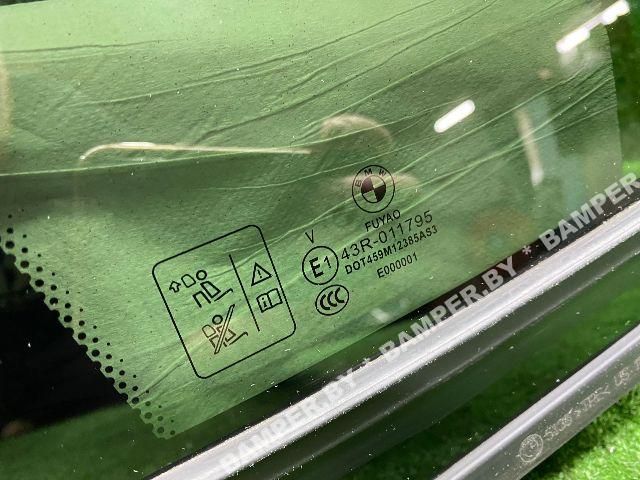 BMW
FUYAO
V
E1 43R-011795
DOT459M12385AS3
CCC E000001
BAMPER.BY * BAMPER.BY * BAMPER